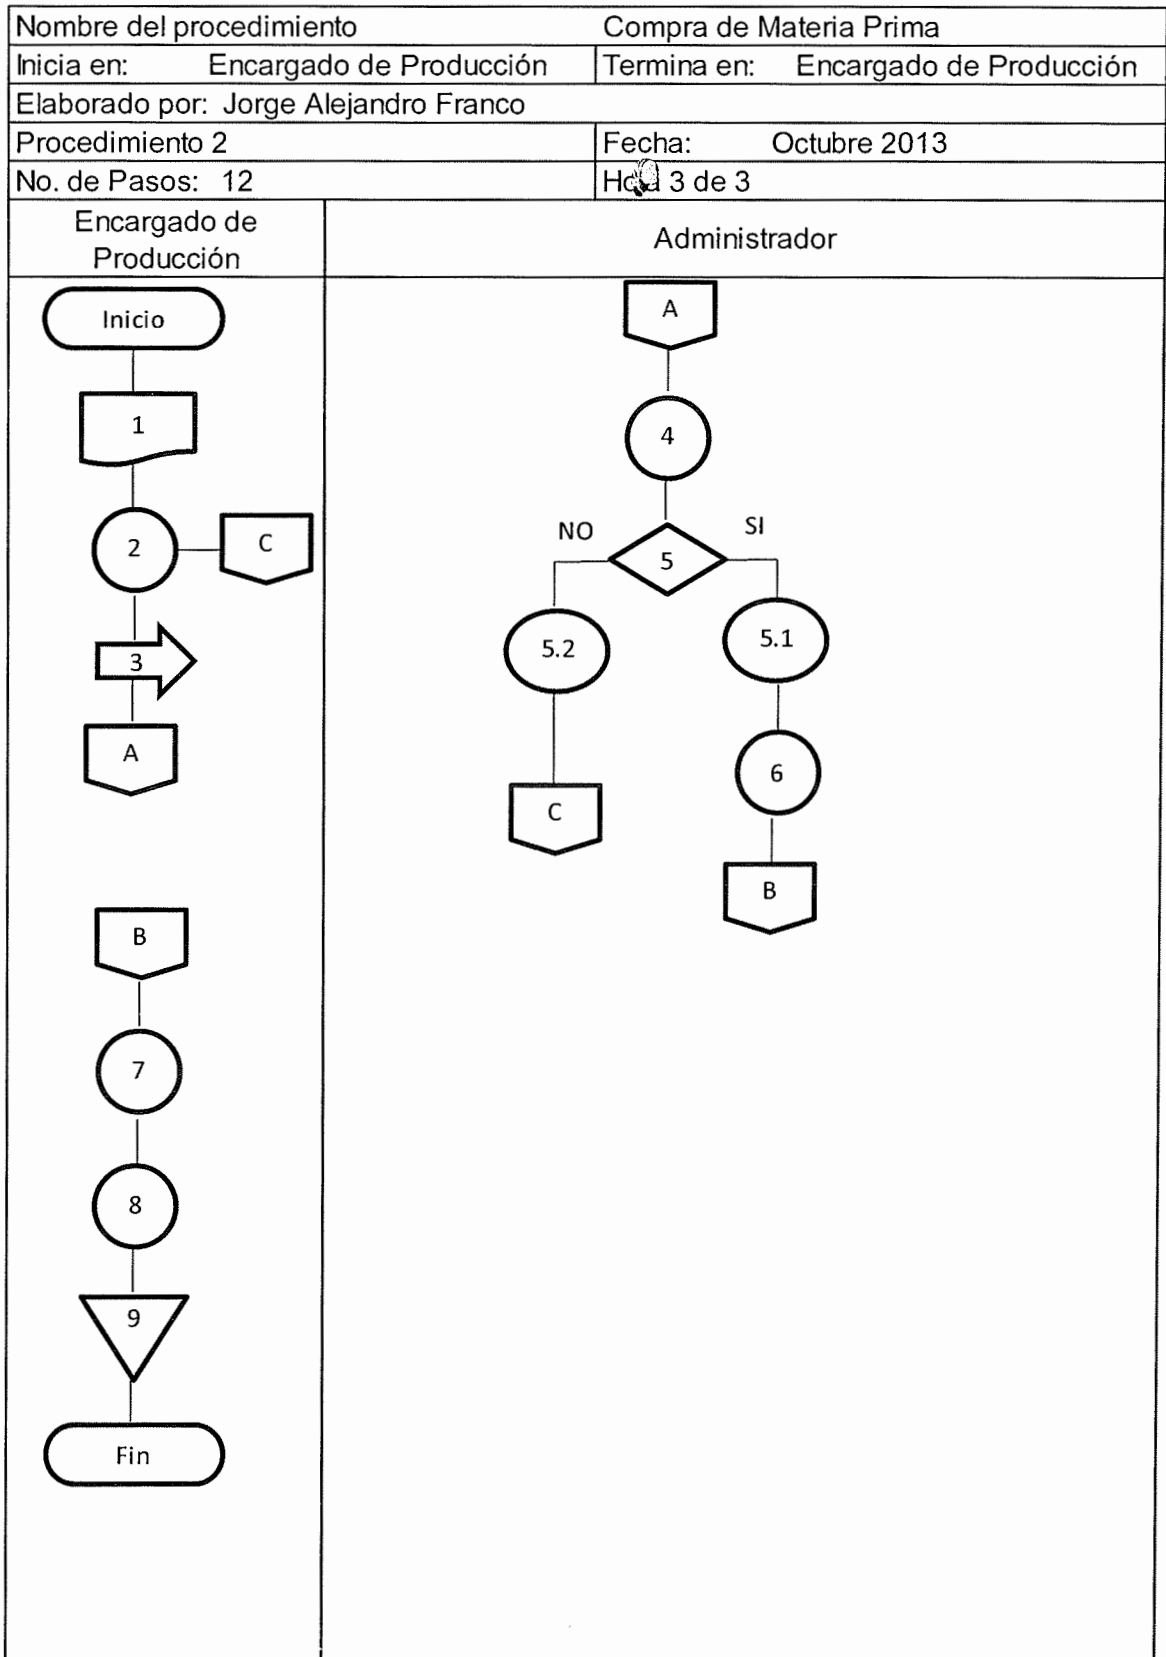 Nombre del procedimiento Compra de Materia Prima
Inicia en: Encargado de Producción Termina en: Encargado de Producción
Elaborado por: Jorge Alejandro Franco
Procedimiento 2 Fecha: Octubre 2013
No. de Pasos: 12 3 de 3
Encargado de
Producción
Administrador
Inicio
1
2
C
3
A
B
7
8
9
Fin
A
4
NO
5
SI
5.2
5.1
6
C
B